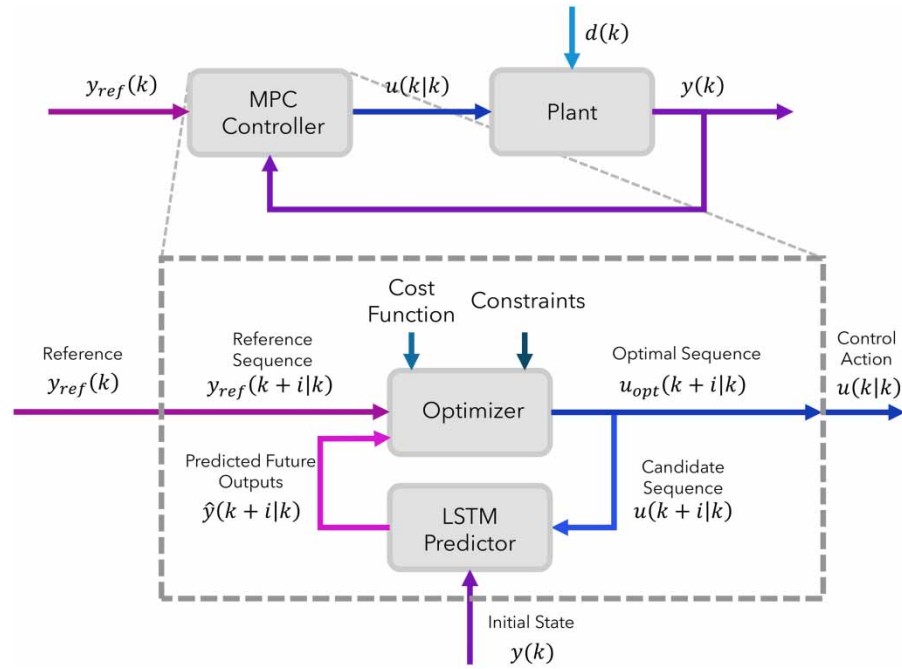 d(k)
y_ref(k)
MPC
Controller
u(k|k)
Plant
y(k)
Cost
Function
Constraints
Reference
y_ref(k)
Reference
Sequence
y_ref(k + i|k)
Optimizer
Optimal Sequence
u_opt(k + i|k)
Control
Action
u(k|k)
Predicted Future
Outputs
ŷ(k + i|k)
LSTM
Predictor
Candidate
Sequence
u(k + i|k)
Initial State
y(k)